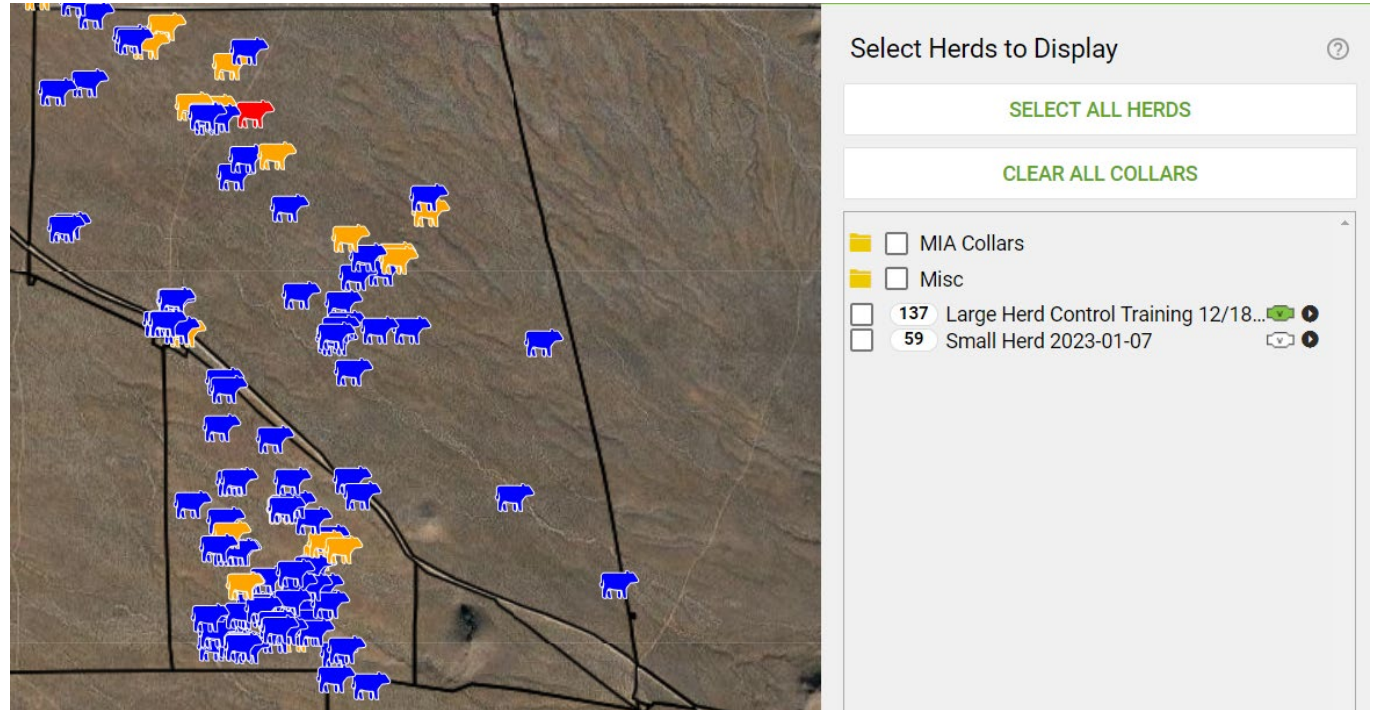 Select Herds to Display
SELECT ALL HERDS
CLEAR ALL COLLARS
MIA Collars
Misc
137 Large Herd Control Training 12/18...
59 Small Herd 2023-01-07